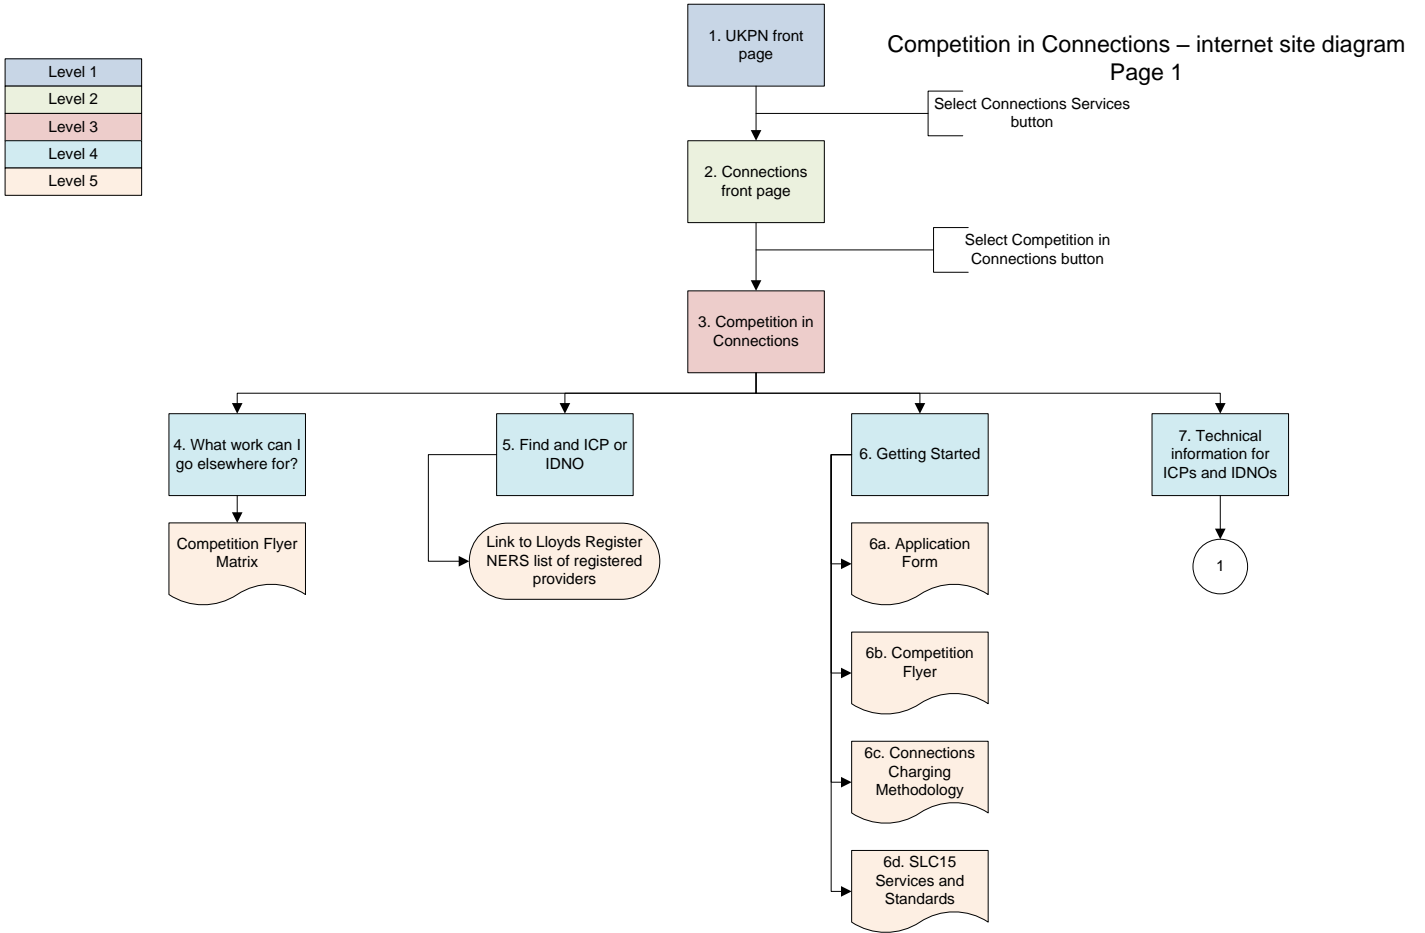 1. UKPN front
page
Competition in Connections – internet site diagram
Page 1
Level 1
Level 2
Level 3
Level 4
Level 5
Select Connections Services
button
2. Connections
front page
Select Competition in
Connections button
3. Competition in
Connections
4. What work can I
go elsewhere for?
5. Find and ICP or
IDNO
6. Getting Started
7. Technical
information for
ICPs and IDNOs
Competition Flyer
Matrix
Link to Lloyds Register
NERS list of registered
providers
6a. Application
Form
1
6b. Competition
Flyer
6c. Connections
Charging
Methodology
6d. SLC15
Services and
Standards